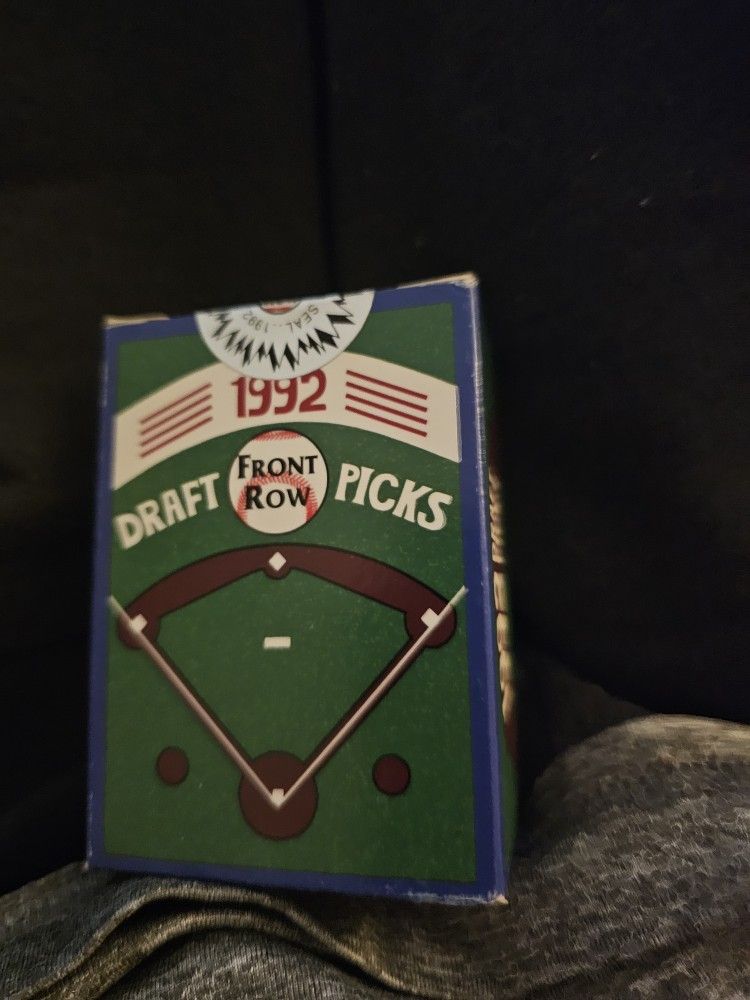 SEAL..1992
1992
DRAFT FRONT ROW PICKS